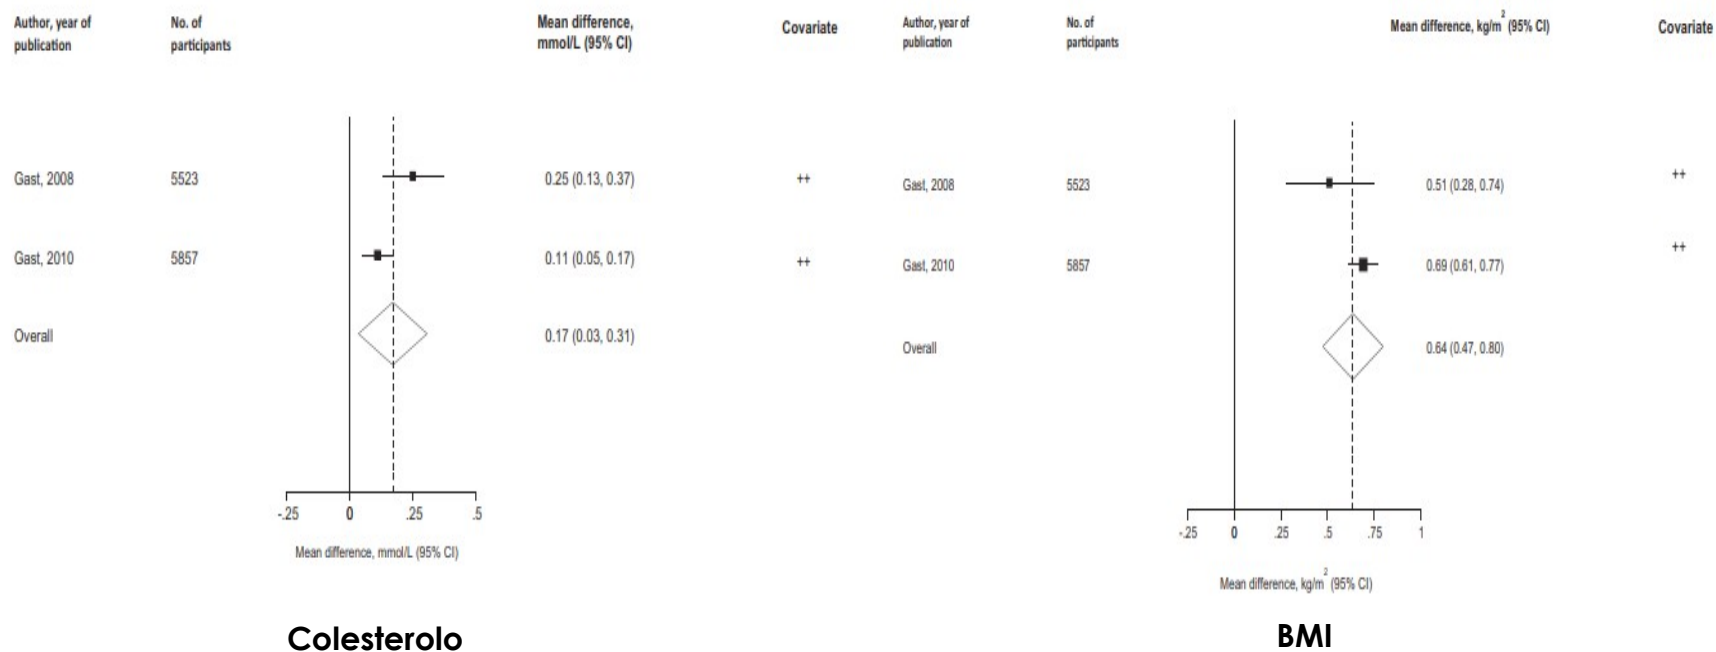 Author, year of
publication
No. of
participants
Mean difference,
mmol/L (95% CI)
Covariate
Gast, 2008
5523
0.25 (0.13, 0.37)
++
Gast, 2010
5857
0.11 (0.05, 0.17)
++
Overall
0.17 (0.03, 0.31)
-.25
0
.25
.5
Mean difference, mmol/L (95% CI)
Colesterolo
Author, year of
publication
No. of
participants
Mean difference, kg/m² (95% CI)
Covariate
Gast, 2008
5523
0.51 (0.28, 0.74)
++
Gast, 2010
5857
0.69 (0.61, 0.77)
++
Overall
0.64 (0.47, 0.80)
-.25
0
.25
.5
.75
1
Mean difference, kg/m² (95% CI)
BMI